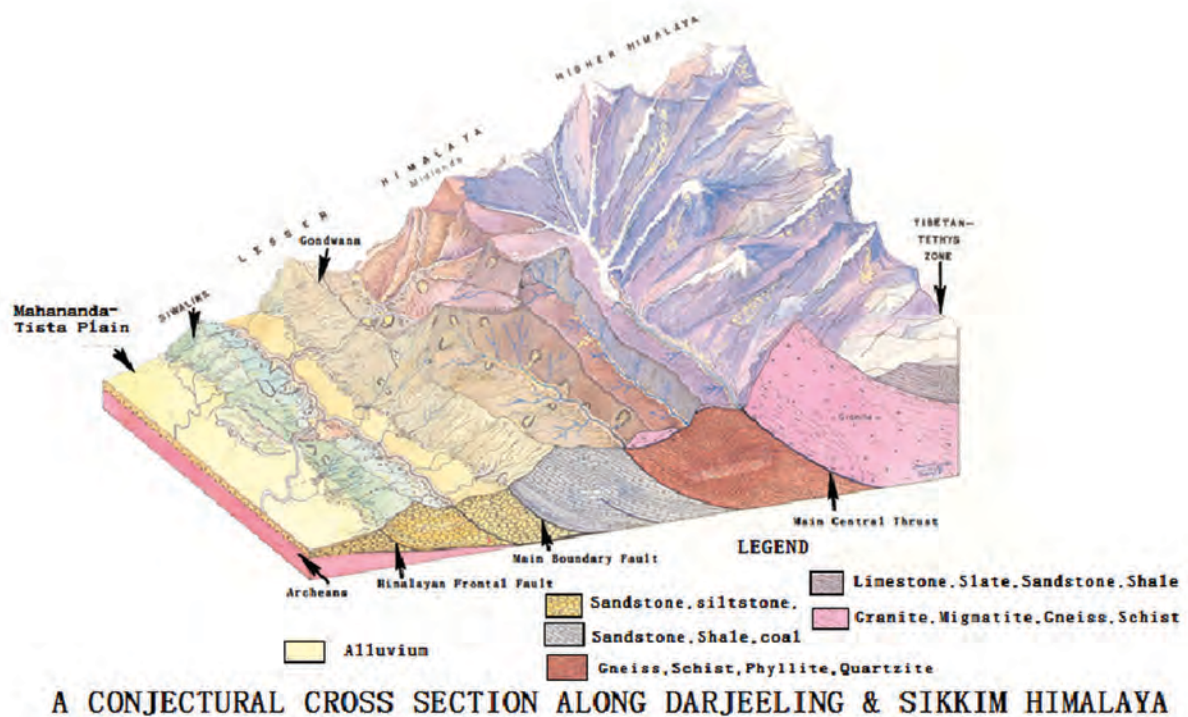 HIGHER HIMALAYA
LESSER HIMALAYA
Midlands
Gondwana
TIBETAN-
TETHYS
ZONE
SIWALIKS
Mahananda-
Tista Plain
Granite
Main Central Thrust
Main Boundary Fault
Himalayan Frontal Fault
Archeans
LEGEND
Limestone.Slate.Sandstone.Shale
Sandstone.siltstone.
Granite.Migmatite.Gneiss.Schist
Sandstone.Shale.coal
Alluvium
Gneiss.Schist.Phyllite.Quartzite
A CONJECTURAL CROSS SECTION ALONG DARJEELING & SIKKIM HIMALAYA